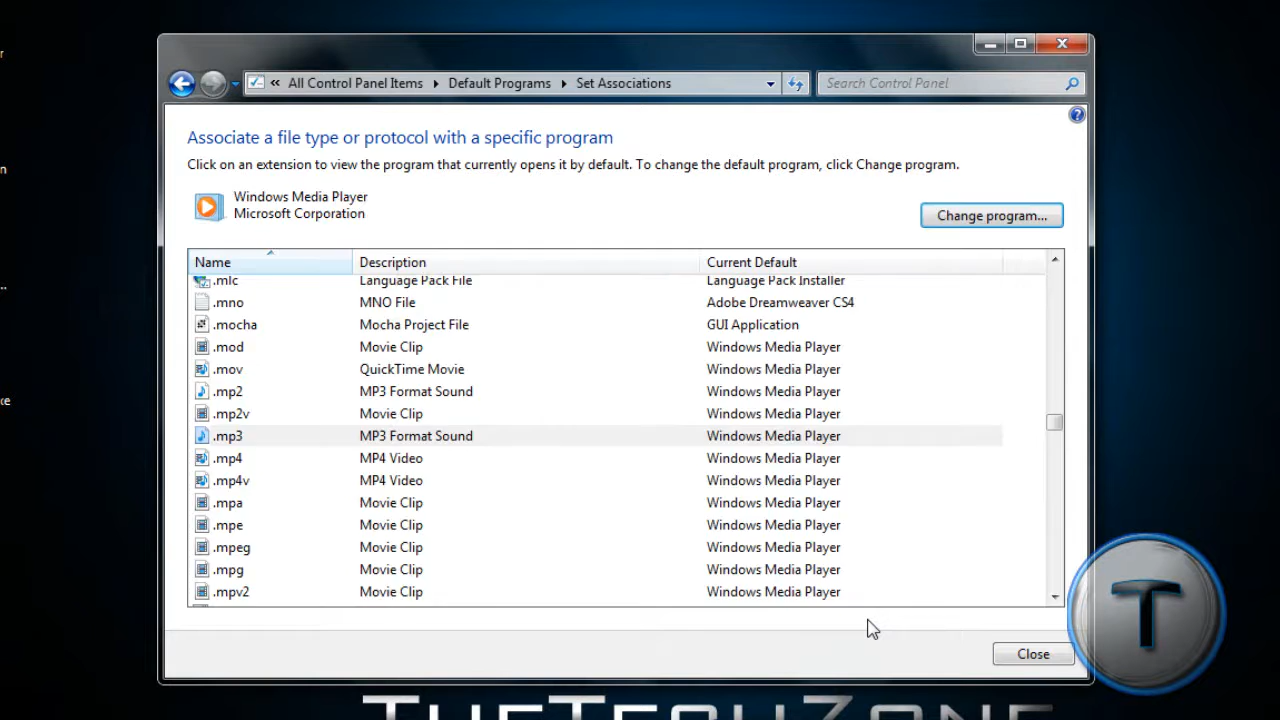 « All Control Panel Items ▸ Default Programs ▸ Set Associations
Search Control Panel
Associate a file type or protocol with a specific program
Click on an extension to view the program that currently opens it by default. To change the default program, click Change program.
Windows Media Player
Microsoft Corporation
Change program...
Name Description Current Default
.mlc Language Pack File Language Pack Installer
.mno MNO File Adobe Dreamweaver CS4
.mocha Mocha Project File GUI Application
.mod Movie Clip Windows Media Player
.mov QuickTime Movie Windows Media Player
.mp2 MP3 Format Sound Windows Media Player
.mp2v Movie Clip Windows Media Player
.mp3 MP3 Format Sound Windows Media Player
.mp4 MP4 Video Windows Media Player
.mp4v MP4 Video Windows Media Player
.mpa Movie Clip Windows Media Player
.mpe Movie Clip Windows Media Player
.mpeg Movie Clip Windows Media Player
.mpg Movie Clip Windows Media Player
.mpv2 Movie Clip Windows Media Player
Close
T
TheTechZone